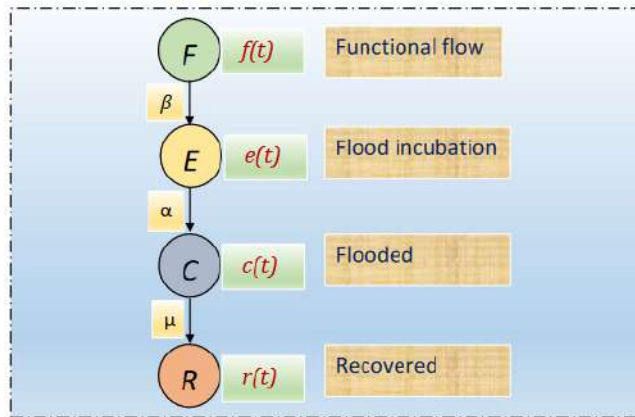 F f(t) Functional flow
β
E e(t) Flood incubation
α
C c(t) Flooded
μ
R r(t) Recovered